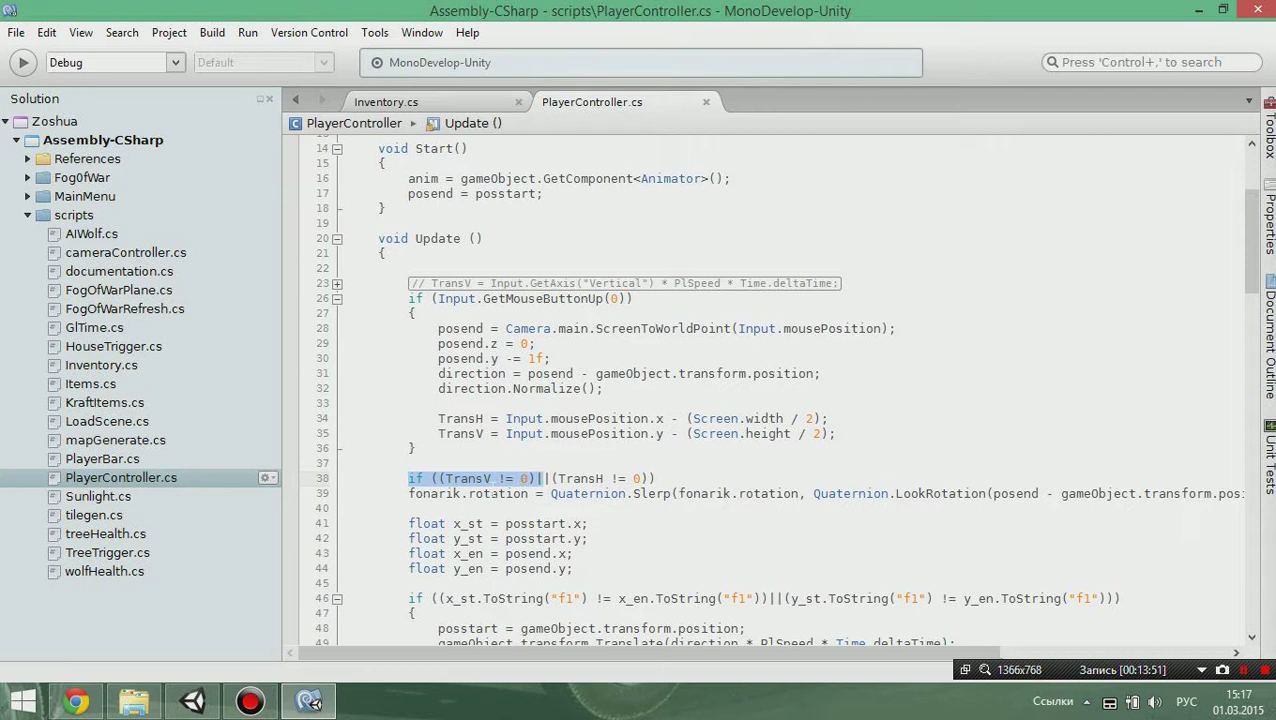 Assembly-CSharp - scripts\PlayerController.cs - MonoDevelop-Unity
File Edit View Search Project Build Run Version Control Tools Window Help
Debug Default MonoDevelop-Unity Press 'Control+,' to search
Solution
Zoshua
Assembly-CSharp
References
FogOfWar
MainMenu
scripts
AIWolf.cs
cameraController.cs
documentation.cs
FogOfWarPlane.cs
FogOfWarRefresh.cs
GlTime.cs
HouseTrigger.cs
Inventory.cs
Items.cs
KraftItems.cs
LoadScene.cs
mapGenerate.cs
PlayerBar.cs
PlayerController.cs
Sunlight.cs
tilegen.cs
treeHealth.cs
TreeTrigger.cs
wolfHealth.cs
Inventory.cs PlayerController.cs
PlayerController Update ()
14 void Start()
15 {
16 anim = gameObject.GetComponent<Animator>();
17 posend = posstart;
18 }
19
20 void Update ()
21 {
22
23 // TransV = Input.GetAxis("Vertical") * PlSpeed * Time.deltaTime;
26 if (Input.GetMouseButtonUp(0))
27 {
28 posend = Camera.main.ScreenToWorldPoint(Input.mousePosition);
29 posend.z = 0;
30 posend.y -= 1f;
31 direction = posend - gameObject.transform.position;
32 direction.Normalize();
33
34 TransH = Input.mousePosition.x - (Screen.width / 2);
35 TransV = Input.mousePosition.y - (Screen.height / 2);
36 }
37
38 if ((TransV != 0)||(TransH != 0))
39 fonarik.rotation = Quaternion.Slerp(fonarik.rotation, Quaternion.LookRotation(posend - gameObject.transform.posi
40
41 float x_st = posstart.x;
42 float y_st = posstart.y;
43 float x_en = posend.x;
44 float y_en = posend.y;
45
46 if ((x_st.ToString("f1") != x_en.ToString("f1"))||(y_st.ToString("f1") != y_en.ToString("f1")))
47 {
48 posstart = gameObject.transform.position;
49 gameObject.transform.Translate(direction * PlSpeed * Time.deltaTime);
Toolbox
Properties
Document Outline
Unit Tests
1366x768 Запись [00:13:51]
Ссылки РУС 15:17
01.03.2015